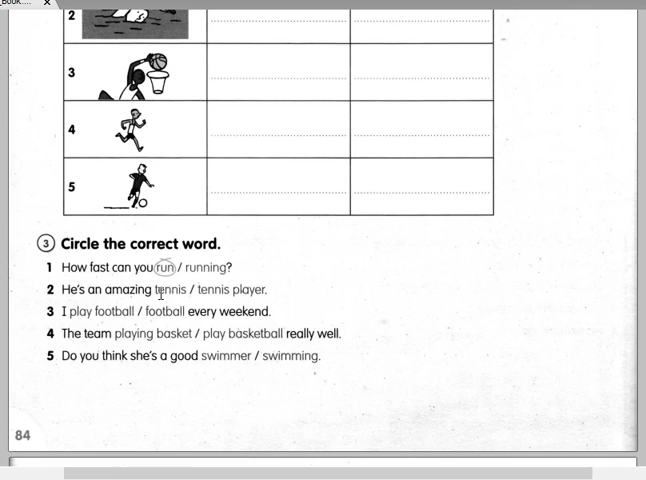 Book.... X
2
3
4
5
3 Circle the correct word.
1 How fast can you run / running?
2 He's an amazing tennis / tennis player.
3 I play football / football every weekend.
4 The team playing basket / play basketball really well.
5 Do you think she's a good swimmer / swimming.
84